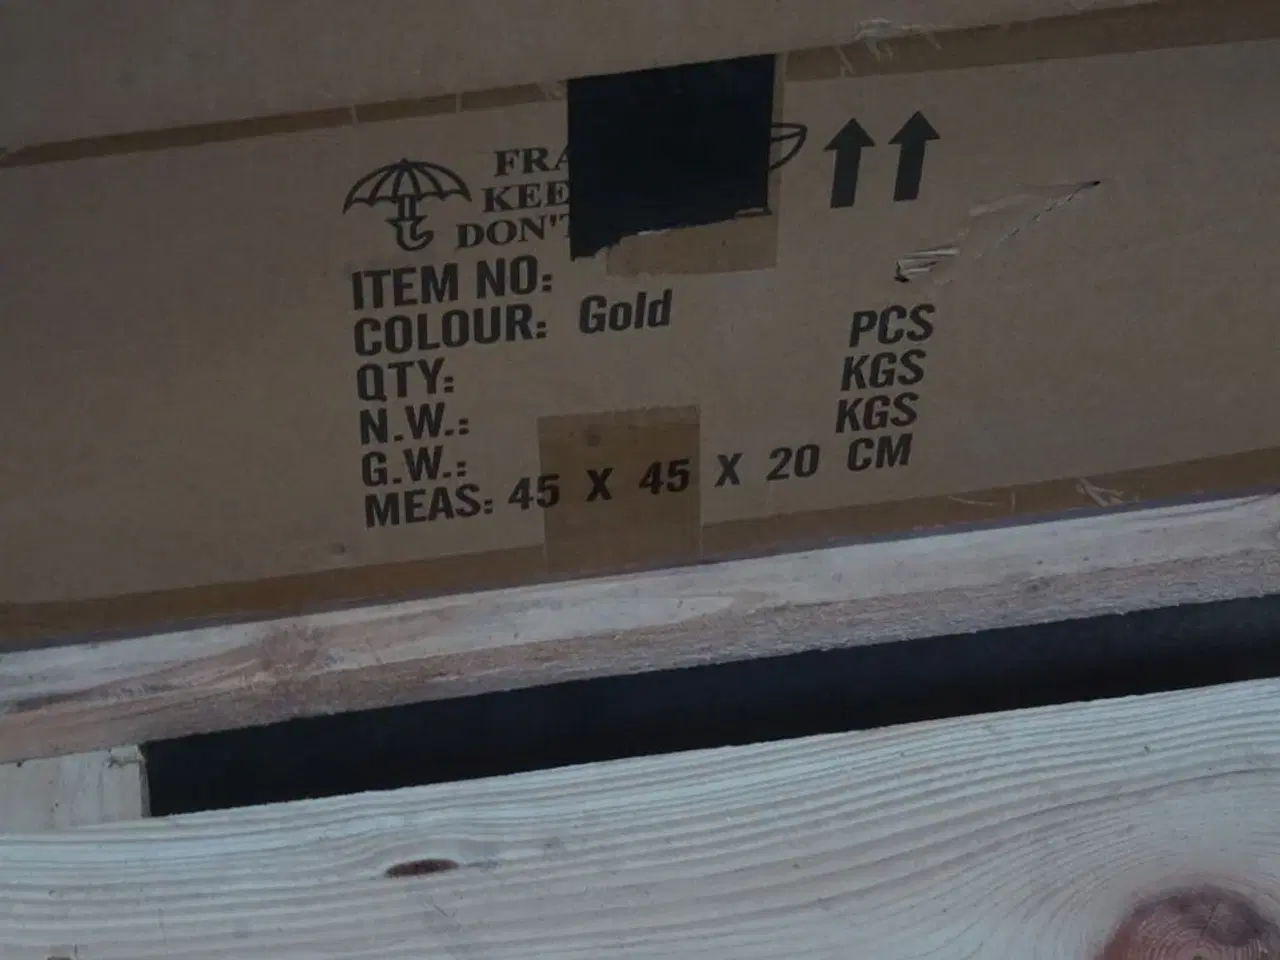 FRA
KEE
DON'T
ITEM NO:
COLOUR: Gold
QTY: PCS
N.W.: KGS
G.W.: KGS
MEAS: 45 X 45 X 20 CM